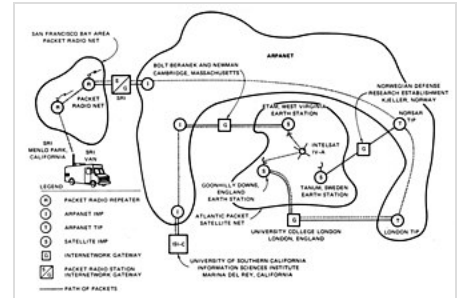 SAN FRANCISCO BAY AREA
PACKET RADIO NET
ARPANET
BOLT BERANEK AND NEWMAN
CAMBRIDGE, MASSACHUSETTS
NORWEGIAN DEFENSE
RESEARCH ESTABLISHMENT
KJELLER, NORWAY
R
S/G
I
SRI
PACKET
RADIO NET
R
ETAM, WEST VIRGINIA
EARTH STATION
NORSAR
TIP
T
I
G
S
G
SRI
MENLO PARK,
CALIFORNIA
SRI
VAN
INTELSAT
IV-A
S
S
GOONHILLY DOWNS,
ENGLAND
EARTH STATION
TANUM, SWEDEN
EARTH STATION
ATLANTIC PACKET
SATELLITE NET
I
G
T
UNIVERSITY COLLEGE LONDON
LONDON, ENGLAND
LONDON TIP
ISI-C
UNIVERSITY OF SOUTHERN CALIFORNIA
INFORMATION SCIENCES INSTITUTE
MARINA DEL REY, CALIFORNIA
LEGEND
R PACKET RADIO REPEATER
I ARPANET IMP
T ARPANET TIP
S SATELLITE IMP
G INTERNETWORK GATEWAY
S/G PACKET RADIO STATION
INTERNETWORK GATEWAY
PATH OF PACKETS